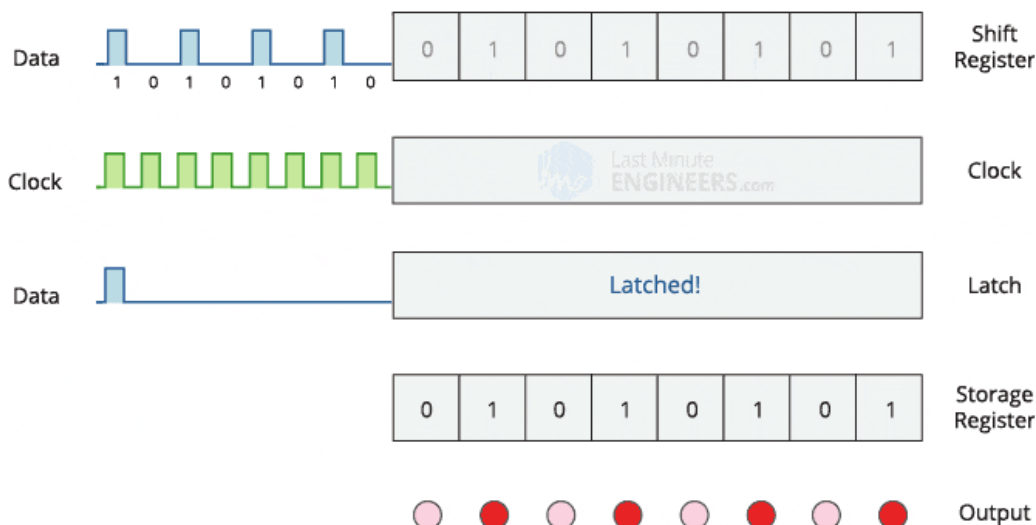 Data
1 0 1 0 1 0 1 0
0 1 0 1 0 1 0 1
Shift
Register
Clock
Last Minute
ENGINEERS.com
Clock
Data
Latched!
Latch
0 1 0 1 0 1 0 1
Storage
Register
Output